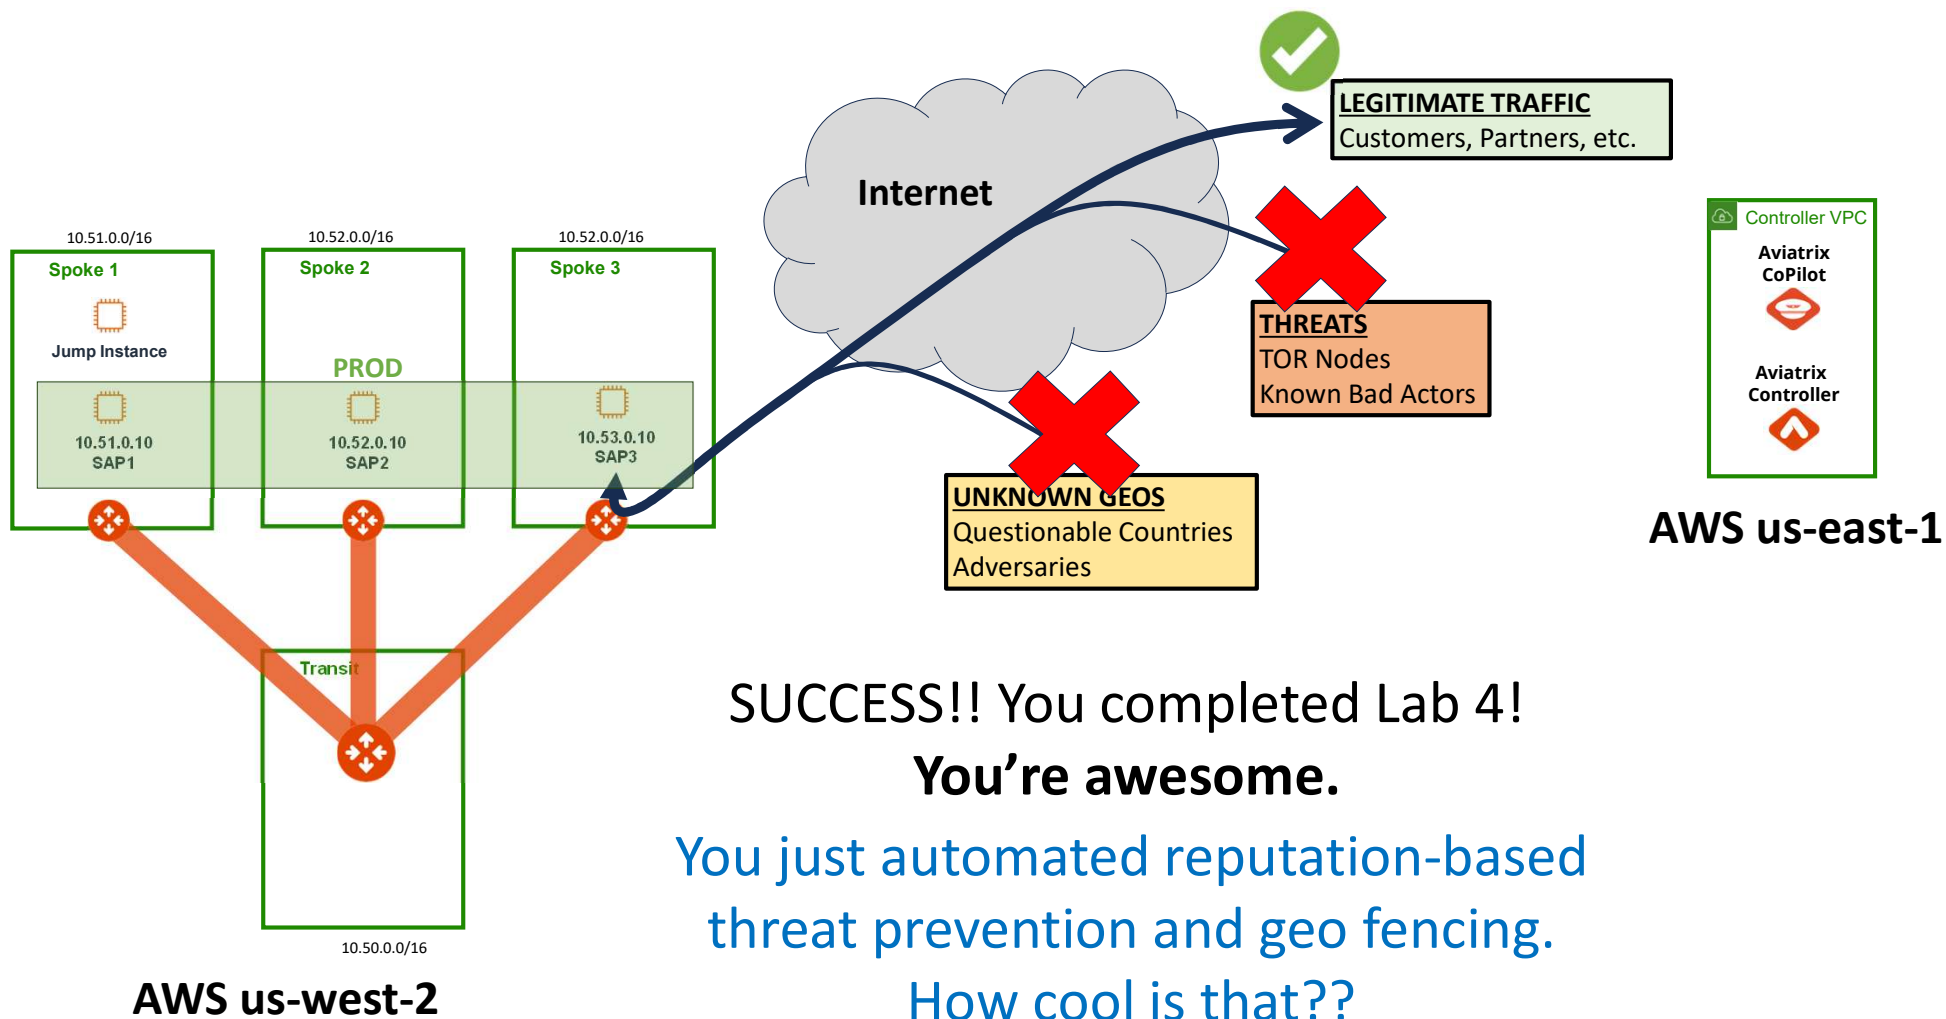 LEGITIMATE TRAFFIC
Customers, Partners, etc.
Internet
Controller VPC
Aviatrix
CoPilot
Aviatrix
Controller
AWS us-east-1
10.51.0.0/16
Spoke 1
Jump Instance
10.51.0.10
SAP1
10.52.0.0/16
Spoke 2
PROD
10.52.0.10
SAP2
10.52.0.0/16
Spoke 3
10.53.0.10
SAP3
THREATS
TOR Nodes
Known Bad Actors
UNKNOWN GEOS
Questionable Countries
Adversaries
Transit
10.50.0.0/16
AWS us-west-2
SUCCESS!! You completed Lab 4!
You’re awesome.
You just automated reputation-based
threat prevention and geo fencing.
How cool is that??